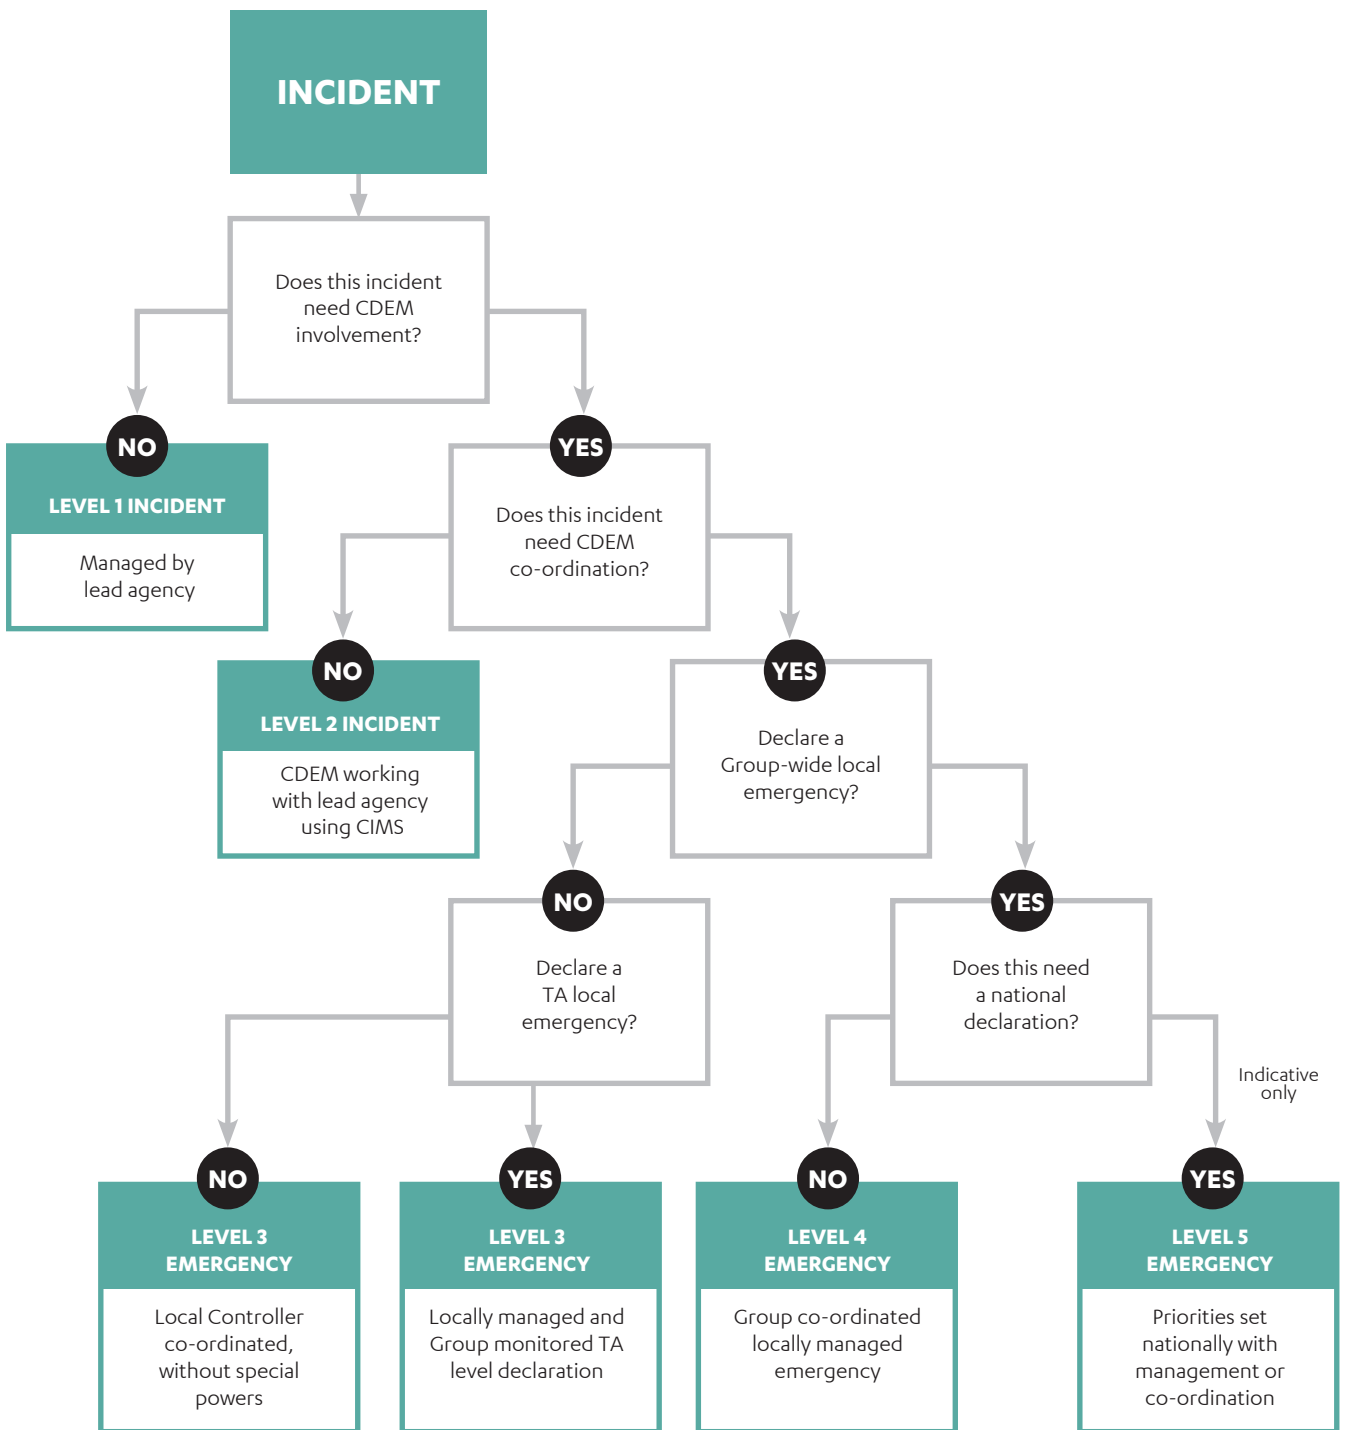 INCIDENT
Does this incident
need CDEM
involvement?
NO
YES
LEVEL 1 INCIDENT
Managed by
lead agency
Does this incident
need CDEM
co-ordination?
NO
YES
LEVEL 2 INCIDENT
CDEM working
with lead agency
using CIMS
Declare a
Group-wide local
emergency?
NO
YES
Declare a
TA local
emergency?
Does this need
a national
declaration?
Indicative
only
NO
YES
NO
YES
LEVEL 3
EMERGENCY
Local Controller
co-ordinated,
without special
powers
LEVEL 3
EMERGENCY
Locally managed and
Group monitored TA
level declaration
LEVEL 4
EMERGENCY
Group co-ordinated
locally managed
emergency
LEVEL 5
EMERGENCY
Priorities set
nationally with
management or
co-ordination